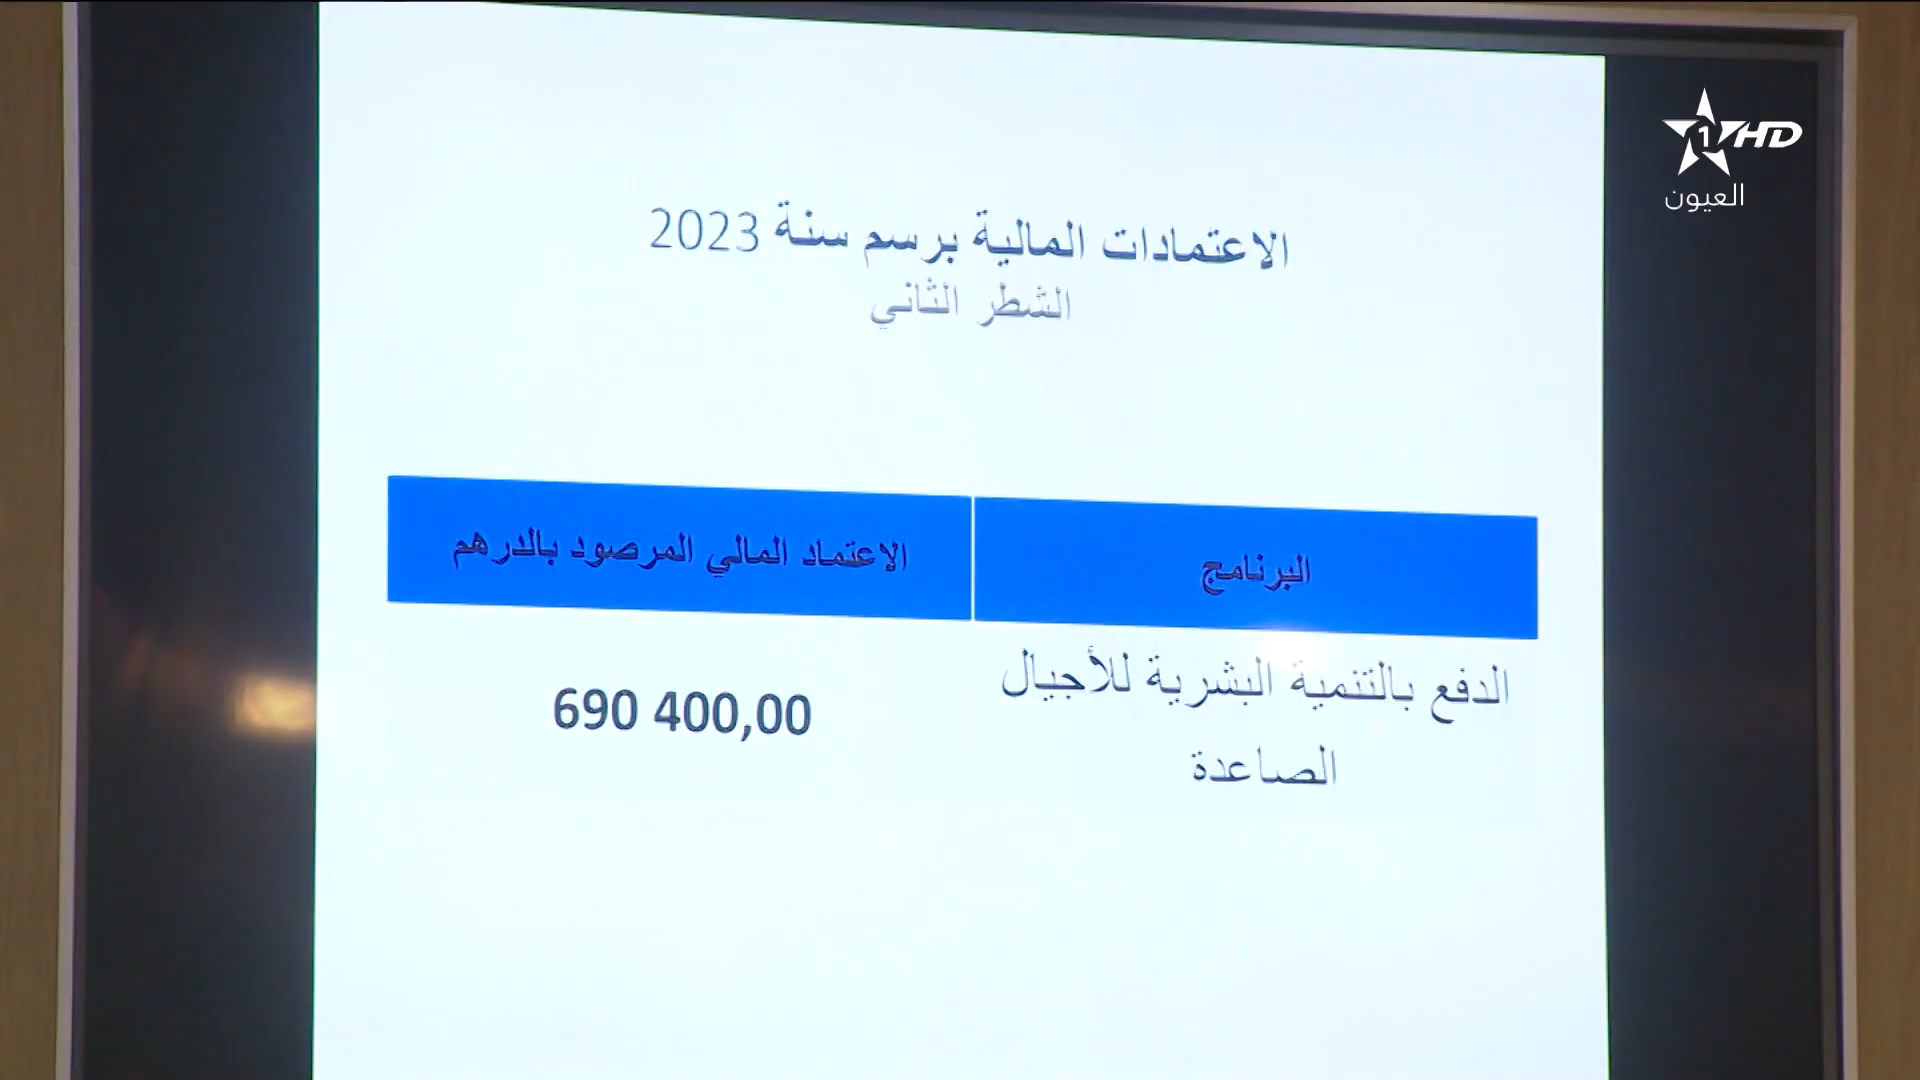 1 HD
العيون
الاعتمادات المالية برسم سنة 2023
الشطر الثاني
البرنامج
الاعتماد المالي المرصود بالدرهم
الدفع بالتنمية البشرية للأجيال
الصاعدة
690 400,00